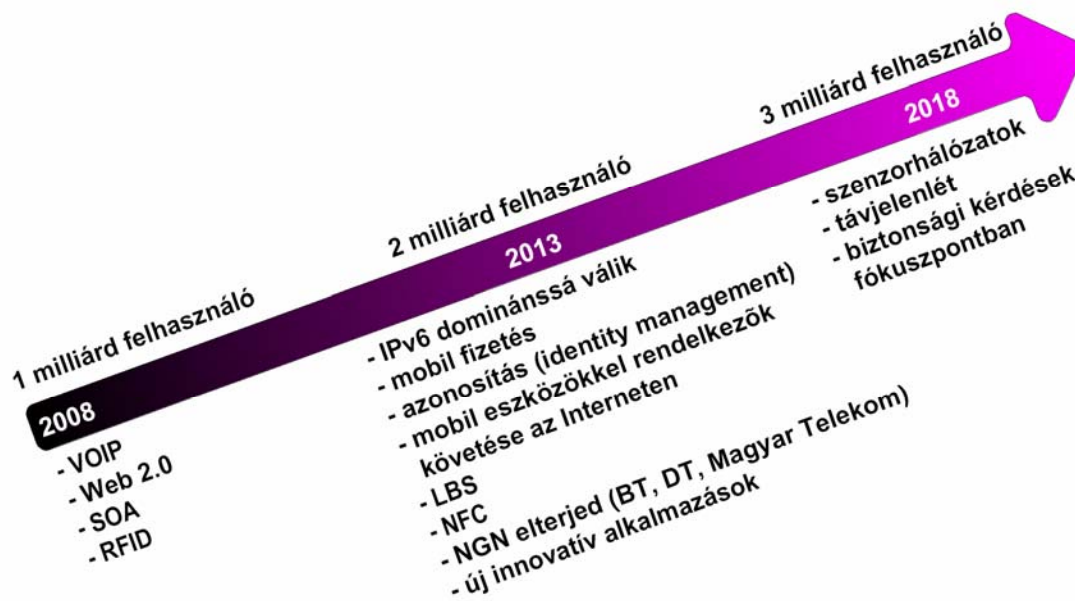 1 milliárd felhasználó
2008
- VOIP
- Web 2.0
- SOA
- RFID
2 milliárd felhasználó
2013
- IPv6 dominánssá válik
- mobil fizetés
- azonosítás (identity management)
- mobil eszközökkel rendelkezõk
követése az Interneten
- LBS
- NFC
- NGN elterjed (BT, DT, Magyar Telekom)
- új innovatív alkalmazások
3 milliárd felhasználó
2018
- szenzorhálózatok
- távjelenlét
- biztonsági kérdések
fókuszpontban